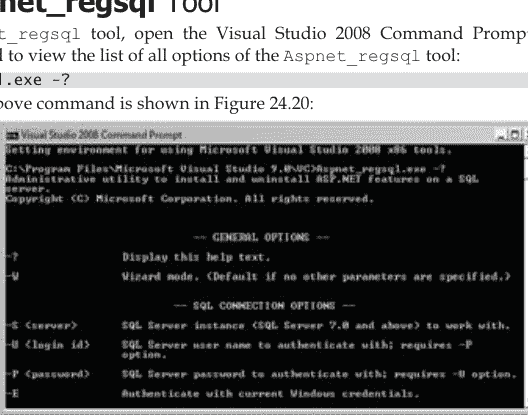 net_regsql Tool
t_regsql tool, open the Visual Studio 2008 Command Promp
l to view the list of all options of the Aspnet_regsql tool:
l.exe -?
bove command is shown in Figure 24.20:
Visual Studio 2008 Command Prompt
Setting environment for using Microsoft Visual Studio 2008 x86 tools.
C:\Program Files\Microsoft Visual Studio 9.0\VC>Aspnet_regsql.exe -?
Administrative utility to install and uninstall ASP.NET features on a SQL
server.
Copyright (C) Microsoft Corporation. All rights reserved.
-- GENERAL OPTIONS --
-? Display this help text.
-W Wizard mode. (Default if no other parameters are specified.)
-- SQL CONNECTION OPTIONS --
-S <server> SQL Server instance (SQL Server 7.0 and above) to work with.
-U <login id> SQL Server user name to authenticate with; requires -P
option.
-P <password> SQL Server password to authenticate with; requires -U option.
-E Authenticate with current Windows credentials.